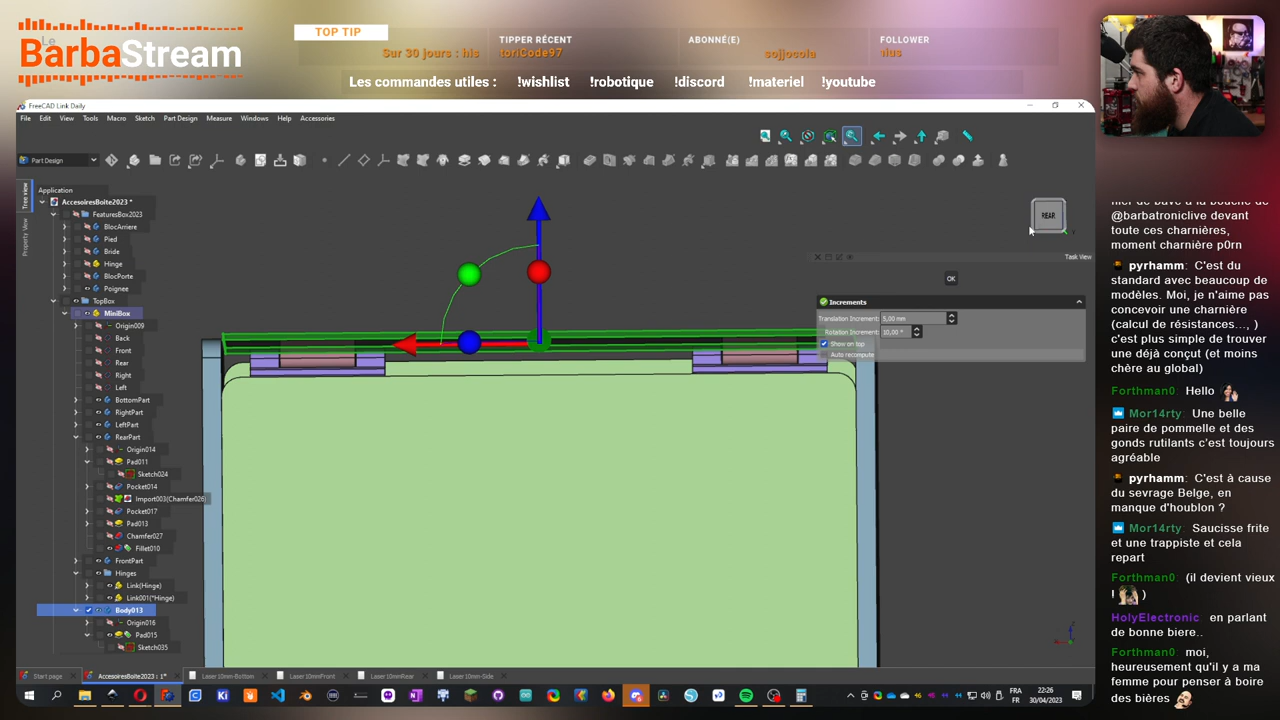 Le
BarbaStream
TOP TIP
Sur 30 jours : his
TIPPER RÉCENT
toriCode97
ABONNÉ(E)
sojjocola
FOLLOWER
Les commandes utiles : !wishlist !robotique !discord !materiel !youtube
FreeCAD Link Daily
File Edit View Tools Macro Sketch Part Design Measure Windows Help Accessories
Part Design
Tree view
Property View
Application
AccesoiresBoite2023 *
FeaturesBox2023
BlocArriere
Pied
Bride
Hinge
BlocPorte
Poignee
TopBox
MiniBox
Origin009
Back
Front
Rear
Right
Left
BottomPart
RightPart
LeftPart
RearPart
Origin014
Pad011
Sketch024
Pocket014
Import003(Chamfer026)
Pocket017
Pad013
Chamfer027
Fillet010
FrontPart
Hinges
Link(Hinge)
Link001(*Hinge)
Body013
Origin016
Pad015
Sketch035
REAR
Task View
OK
Increments
Translation Increment: 5,00 mm
Rotation Increment: 10,00 °
Show on top
Auto recompute
Start page
AccesoiresBoite2023 : 1*
Laser10mm-Bottom
Laser10mmFront
Laser10mmRear
Laser10mm-Side
FRA
FR
22:26
30/04/2023
@barbatroniclive devant
toute ces charnières,
moment charnière p0rn
pyrhamm: C'est du
standard avec beaucoup de
modèles. Moi, je n'aime pas
concevoir une charnière
(calcul de résistances..., )
c'est plus simple de trouver
une déjà conçut (et moins
chère au global)
Forthman0: Hello
Mor14rty: Une belle
paire de pommelle et des
gonds rutilants c'est toujours
agréable
pyrhamm: C'est à cause
du sevrage Belge, en
manque d'houblon ?
Mor14rty: Saucisse frite
et une trappiste et cela
repart
Forthman0: (il devient vieux
! )
HolyElectronic: en parlant
de bonne biere..
Forthman0: moi,
heureusement qu'il y a ma
femme pour penser à boire
des bières